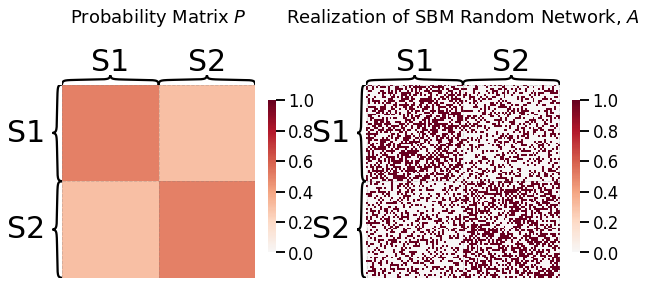 Probability Matrix P
Realization of SBM Random Network, A
S1 S2
S1
S2
1.0
0.8
0.6
0.4
0.2
0.0
S1 S2
S1
S2
1.0
0.8
0.6
0.4
0.2
0.0